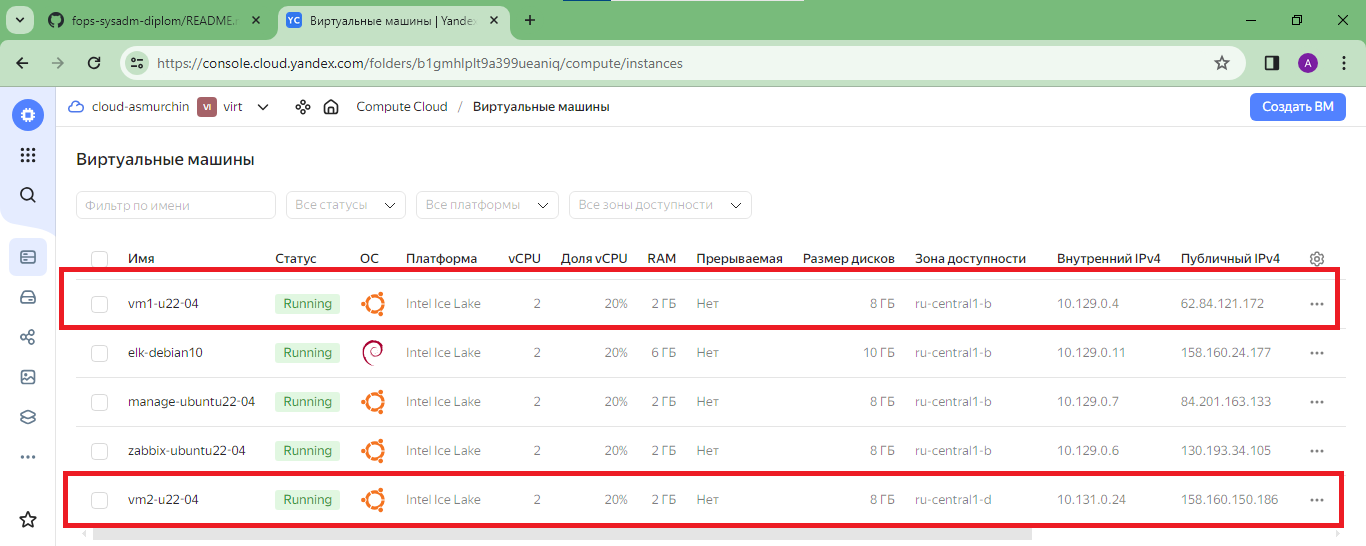 fops-sysadm-diplom/README.
Виртуальные машины | Yandex
https://console.cloud.yandex.com/folders/b1gmhlplt9a399ueaniq/compute/instances
A
cloud-asmurchin VI virt Compute Cloud / Виртуальные машины Создать ВМ
Виртуальные машины
Фильтр по имени Все статусы Все платформы Все зоны доступности
Имя Статус ОС Платформа vCPU Доля vCPU RAM Прерываемая Размер дисков Зона доступности Внутренний IPv4 Публичный IPv4
vm1-u22-04 Running Intel Ice Lake 2 20% 2 ГБ Нет 8 ГБ ru-central1-b 10.129.0.4 62.84.121.172
elk-debian10 Running Intel Ice Lake 2 20% 6 ГБ Нет 10 ГБ ru-central1-b 10.129.0.11 158.160.24.177
manage-ubuntu22-04 Running Intel Ice Lake 2 20% 2 ГБ Нет 8 ГБ ru-central1-b 10.129.0.7 84.201.163.133
zabbix-ubuntu22-04 Running Intel Ice Lake 2 20% 2 ГБ Нет 8 ГБ ru-central1-b 10.129.0.6 130.193.34.105
vm2-u22-04 Running Intel Ice Lake 2 20% 2 ГБ Нет 8 ГБ ru-central1-d 10.131.0.24 158.160.150.186